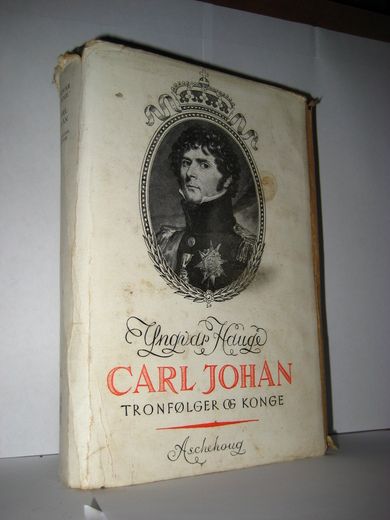 Yngvar Hauge
CARL JOHAN
TRONFØLGER OG KONGE
Aschehoug